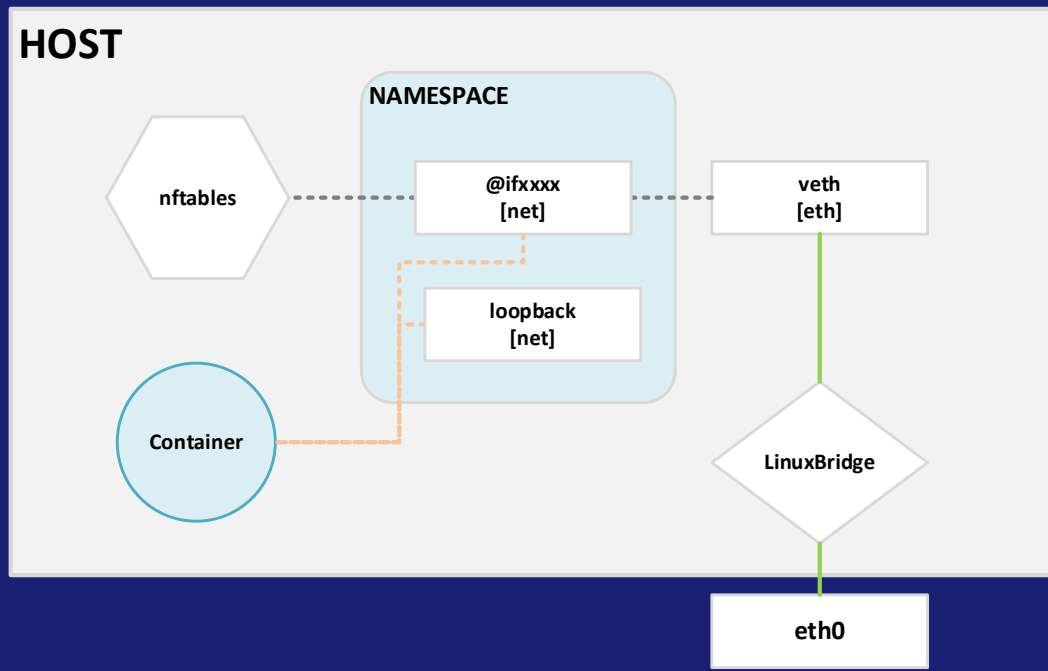 HOST
NAMESPACE
nftables
@ifxxxx
[net]
veth
[eth]
loopback
[net]
Container
LinuxBridge
eth0